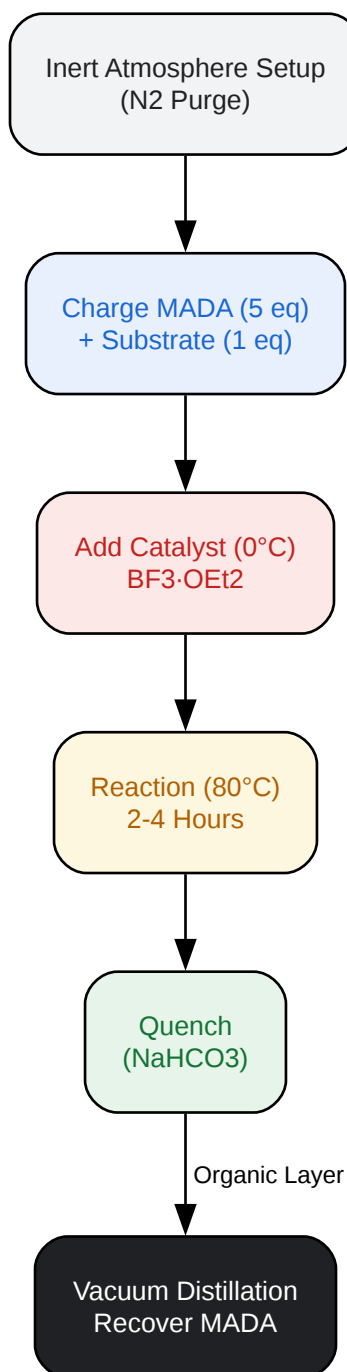 Inert Atmosphere Setup
(N2 Purge)
Charge MADA (5 eq)
+ Substrate (1 eq)
Add Catalyst (0°C)
BF3·OEt2
Reaction (80°C)
2-4 Hours
Quench
(NaHCO3)
Organic Layer
Vacuum Distillation
Recover MADA